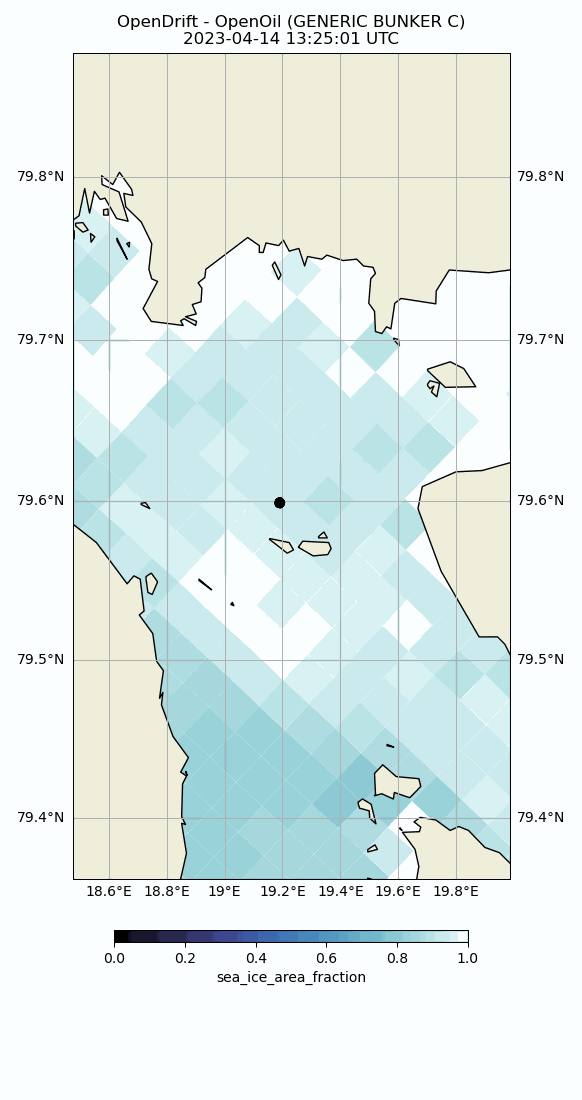 OpenDrift - OpenOil (GENERIC BUNKER C)
2023-04-14 13:25:01 UTC
79.8°N 79.8°N
79.7°N 79.7°N
79.6°N 79.6°N
79.5°N 79.5°N
79.4°N 79.4°N
18.6°E 18.8°E 19°E 19.2°E 19.4°E 19.6°E 19.8°E
0.0 0.2 0.4 0.6 0.8 1.0
sea_ice_area_fraction